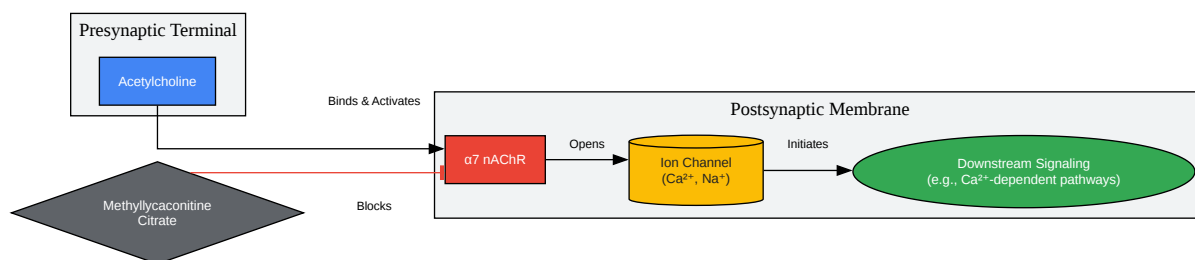 Presynaptic Terminal
Acetylcholine
Binds & Activates
Postsynaptic Membrane
α7 nAChR
Opens
Ion Channel
(Ca²⁺, Na⁺)
Initiates
Downstream Signaling
(e.g., Ca²⁺-dependent pathways)
Methyllycaconitine
Citrate
Blocks